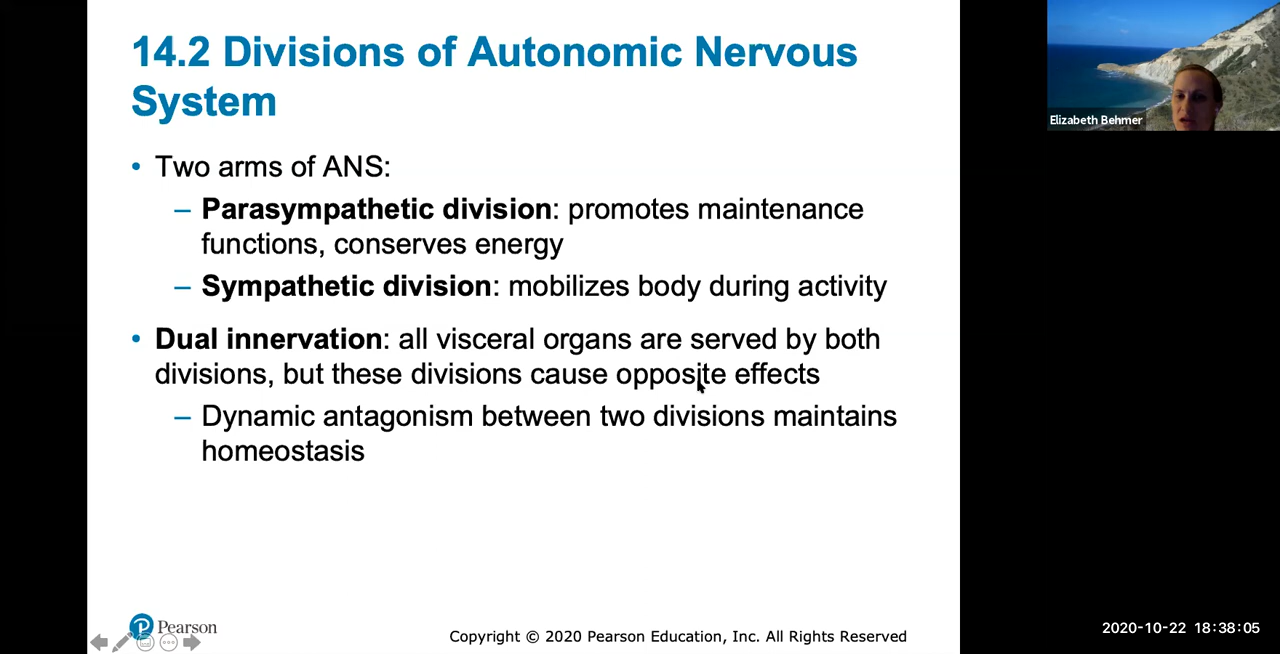 14.2 Divisions of Autonomic Nervous
System
• Two arms of ANS:
– Parasympathetic division: promotes maintenance
functions, conserves energy
– Sympathetic division: mobilizes body during activity
• Dual innervation: all visceral organs are served by both
divisions, but these divisions cause opposite effects
– Dynamic antagonism between two divisions maintains
homeostasis
Pearson
Copyright © 2020 Pearson Education, Inc. All Rights Reserved
Elizabeth Behmer
2020-10-22 18:38:05